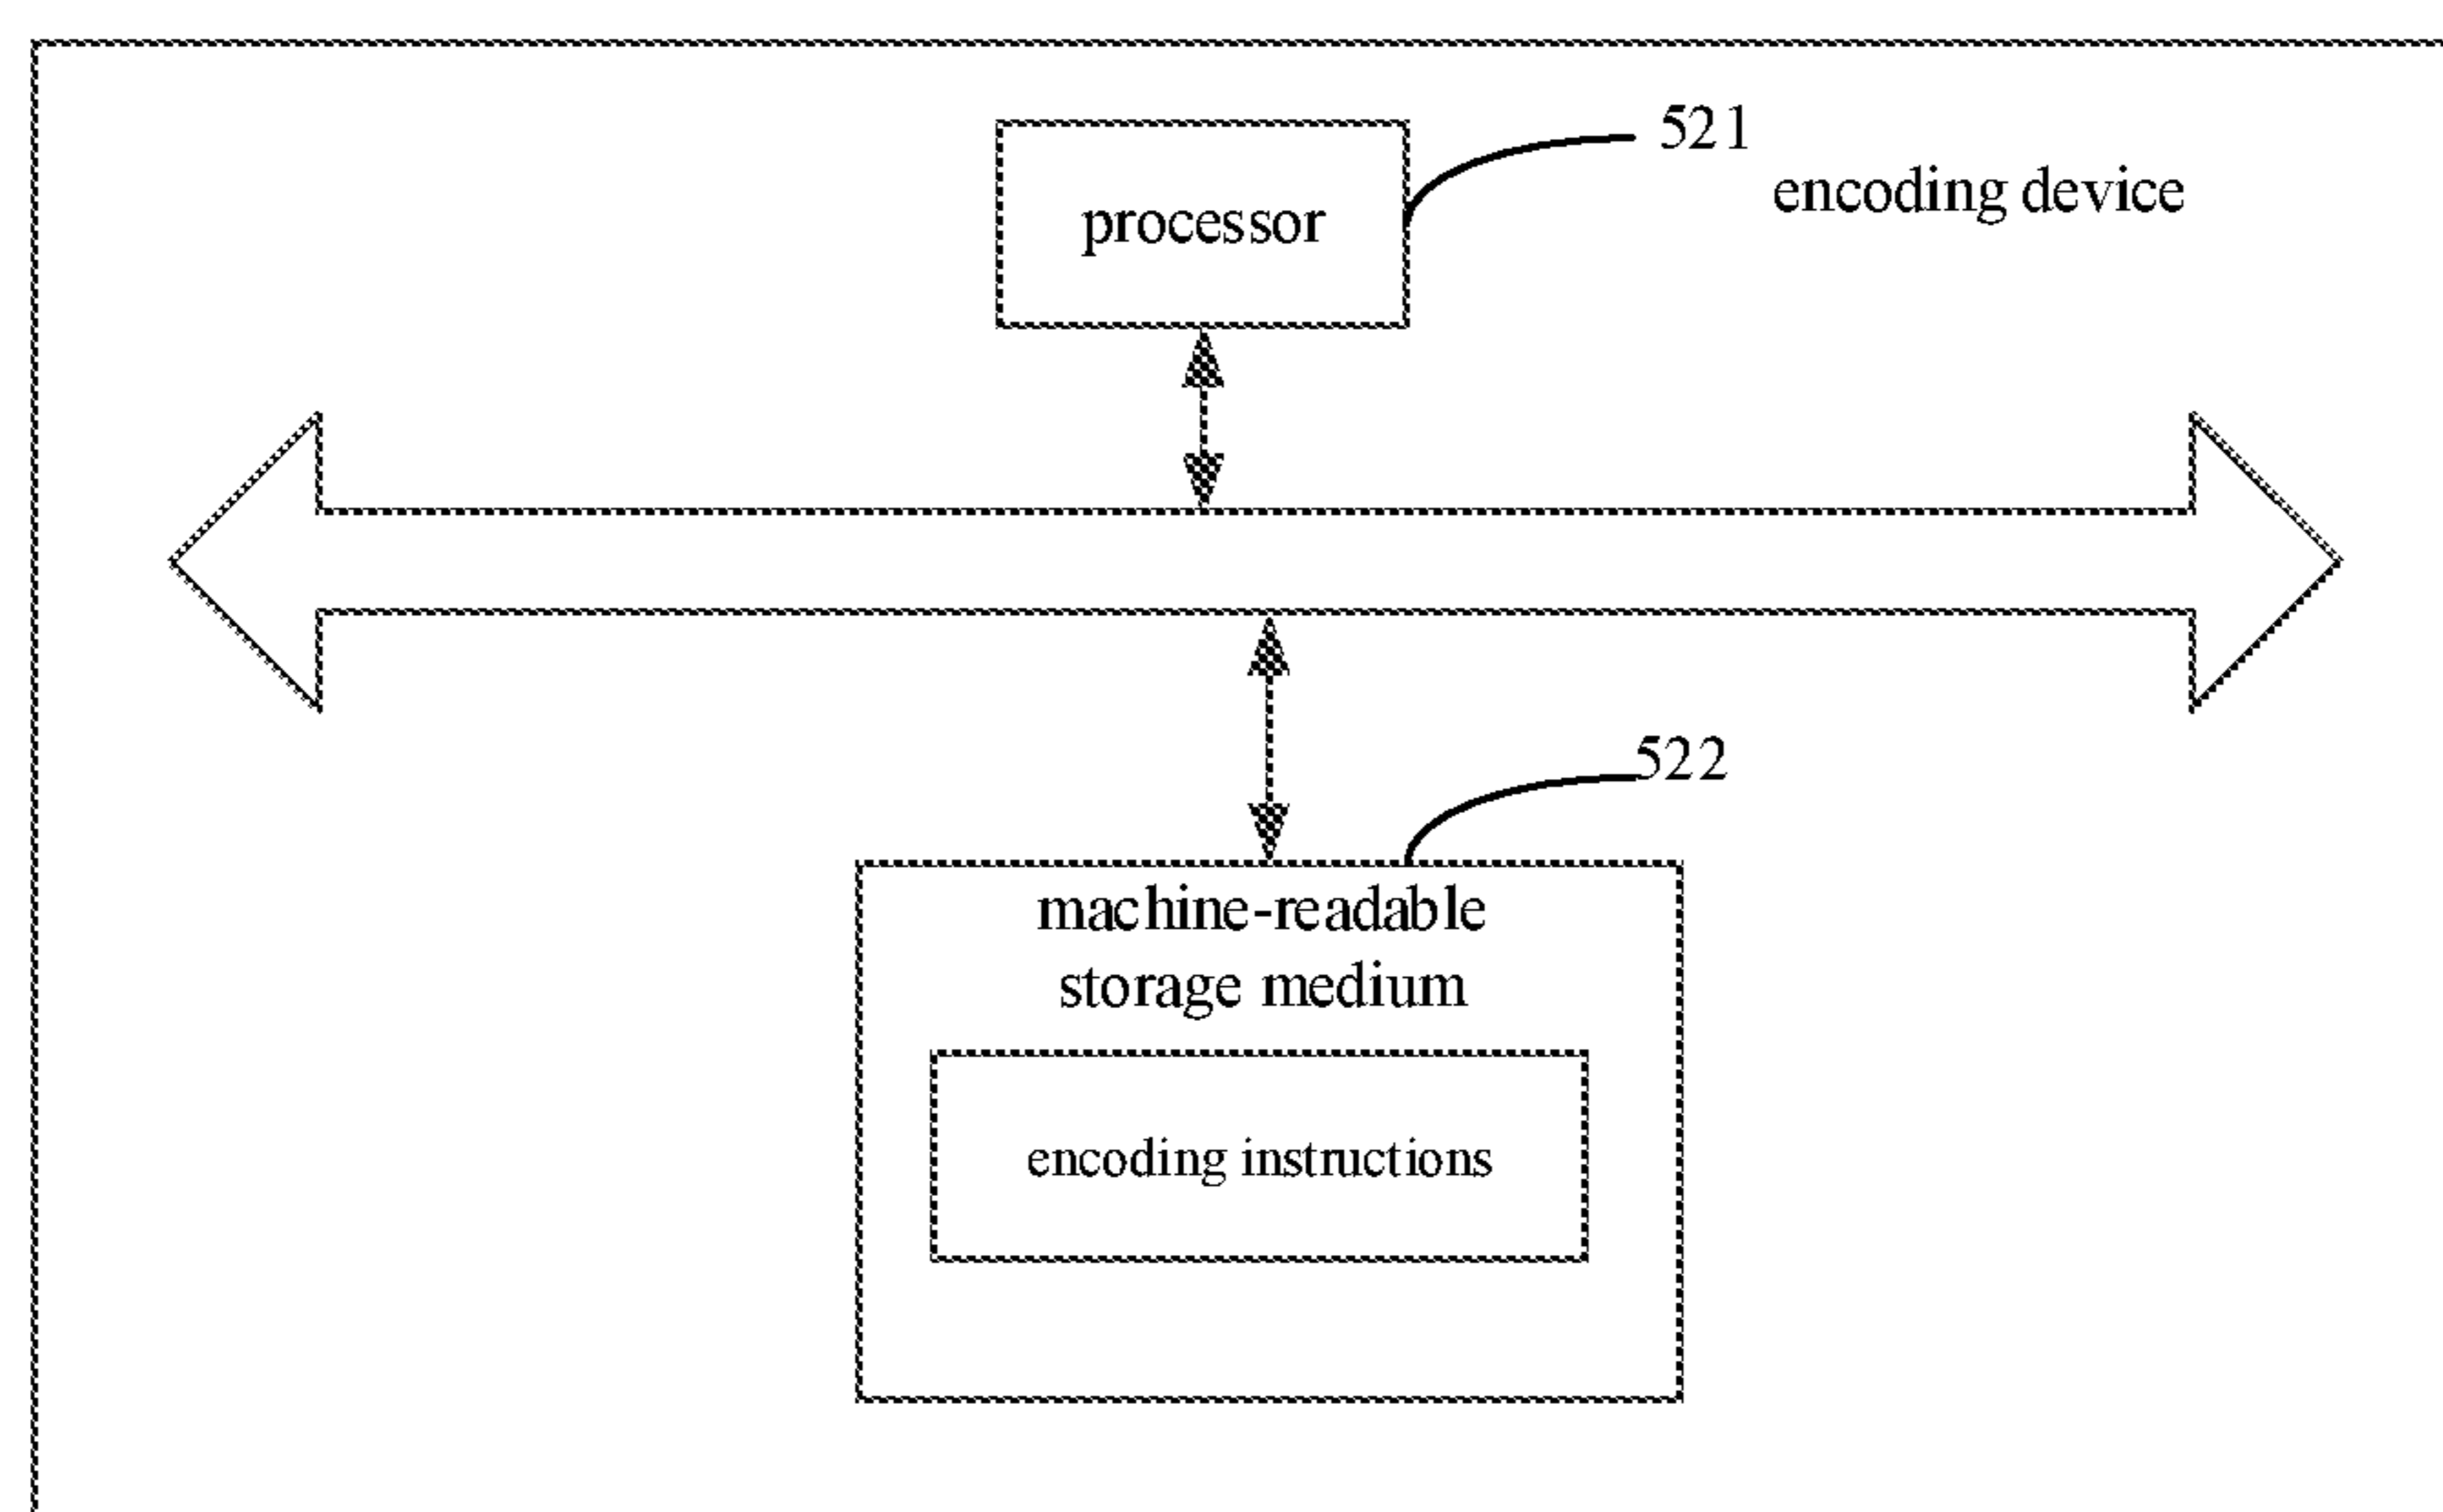 521
encoding device
processor
522
machine-readable
storage medium
encoding instructions